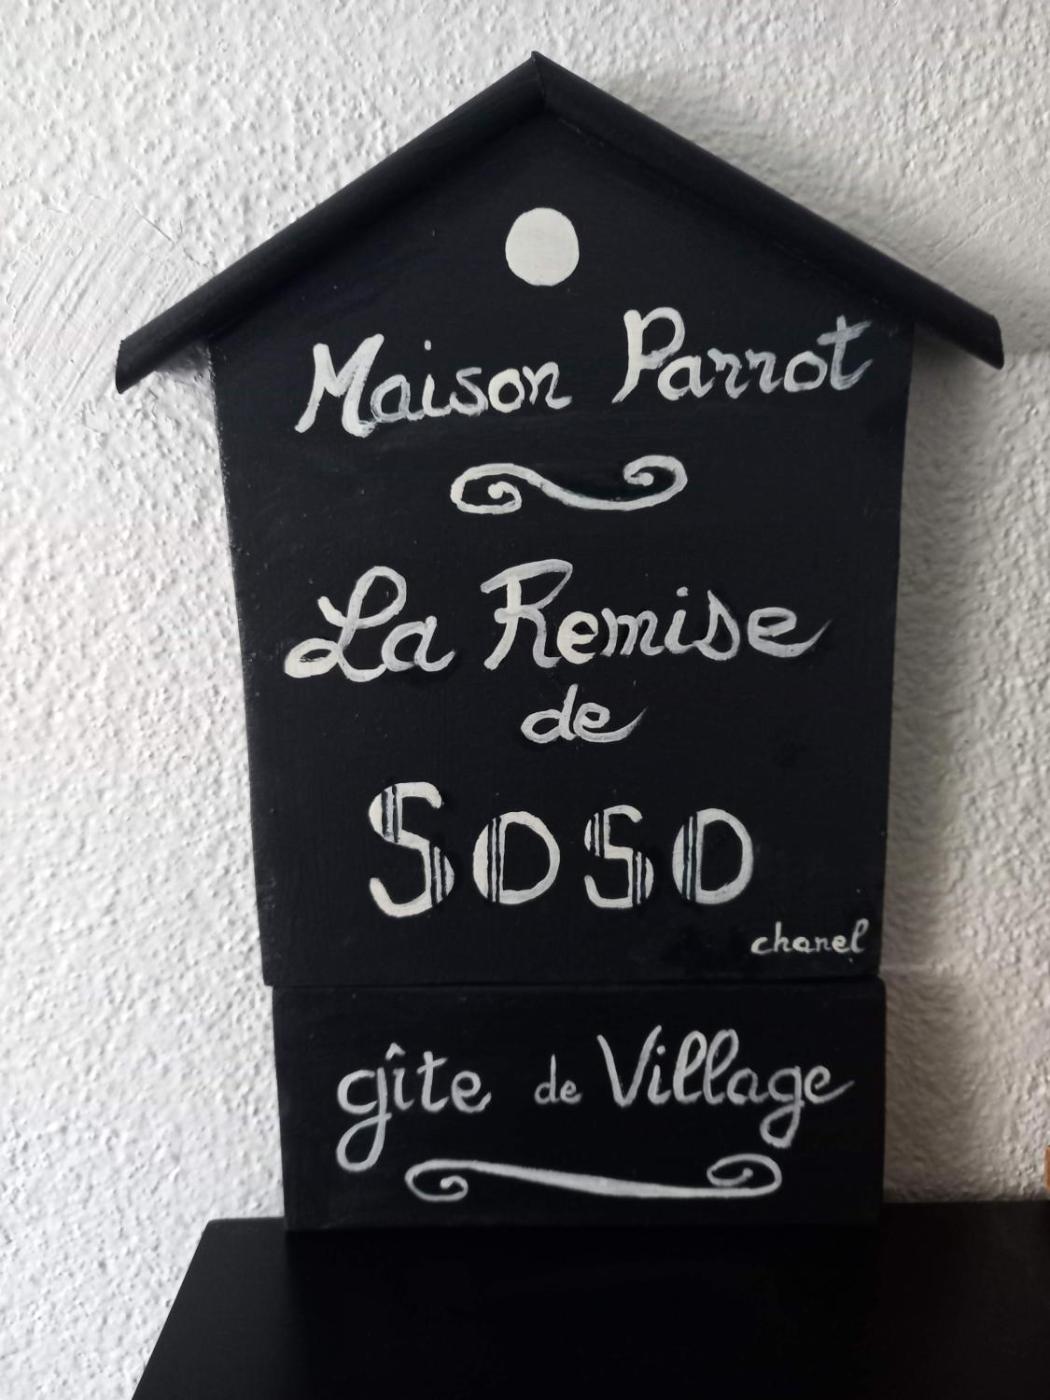 Maison Parrot
La Remise
de
SOSO
chanel
gîte de Village